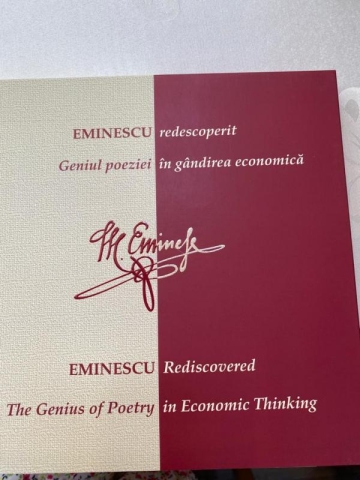 EMINESCU redescoperit
Geniul poeziei în gândirea economică
M. Eminescu
EMINESCU Rediscovered
The Genius of Poetry in Economic Thinking